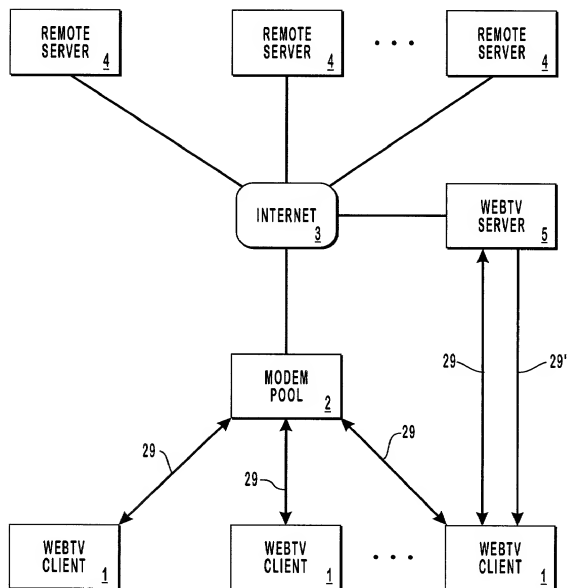 REMOTE
SERVER
4
REMOTE
SERVER
4
REMOTE
SERVER
4
INTERNET
3
WEBTV
SERVER
5
MODEM
POOL
2
29
29'
29
29
29
WEBTV
CLIENT
1
WEBTV
CLIENT
1
WEBTV
CLIENT
1